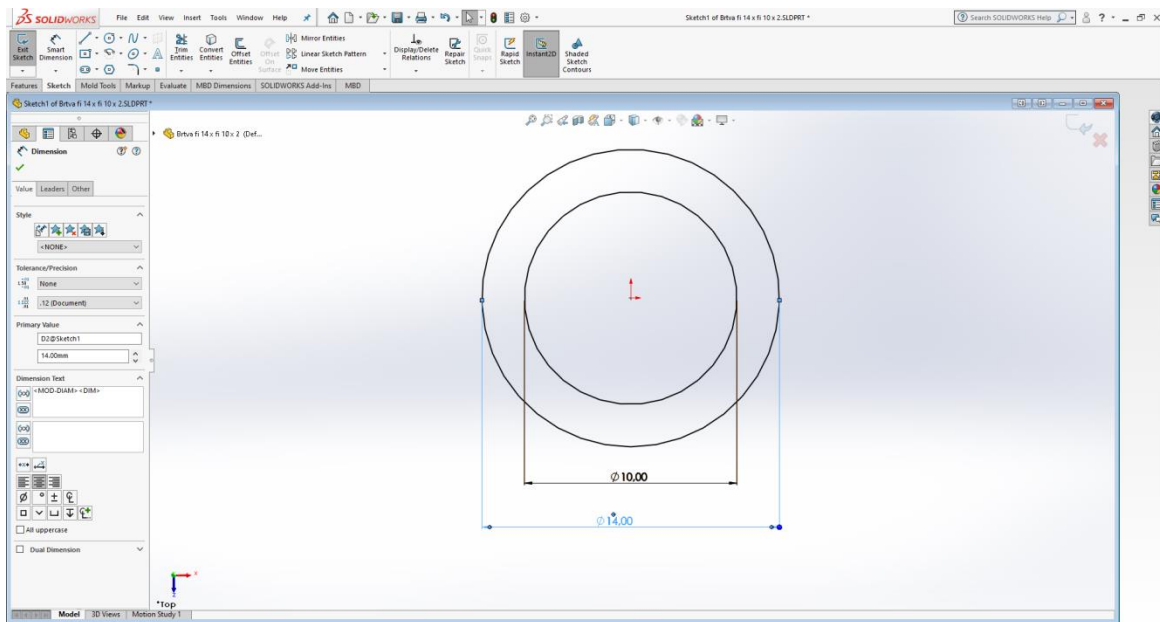 SOLIDWORKS
File Edit View Insert Tools Window Help
Sketch1 of Brtva fi 14 x fi 10 x 2.SLDPRT *
Search SOLIDWORKS Help
Exit Sketch
Smart Dimension
Trim Entities
Convert Entities
Offset Entities
Offset On Surface
Mirror Entities
Linear Sketch Pattern
Move Entities
Display/Delete Relations
Repair Sketch
Quick Snaps
Rapid Sketch
Instant2D
Shaded Sketch Contours
Features Sketch Mold Tools Markup Evaluate MBD Dimensions SOLIDWORKS Add-Ins MBD
Sketch1 of Brtva fi 14 x fi 10 x 2.SLDPRT *
Brtva fi 14 x fi 10 x 2 (Def...
Dimension
Value Leaders Other
Style
<NONE>
Tolerance/Precision
None
.12 (Document)
Primary Value
D2@Sketch1
14.00mm
Dimension Text
<MOD-DIAM><DIM>
All uppercase
Dual Dimension
∅10,00
∅14,00
*Top
Model 3D Views Motion Study 1